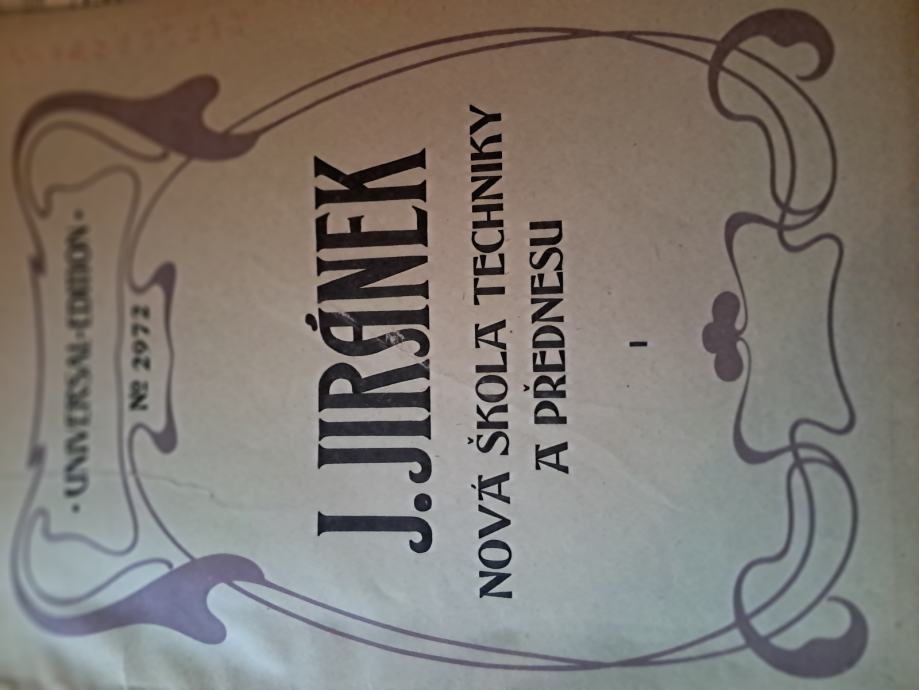 · UNIVERSAL-EDITION ·
Nº 2972
J. JIRÁNEK
NOVÁ ŠKOLA TECHNIKY
A PŘEDNESU
I